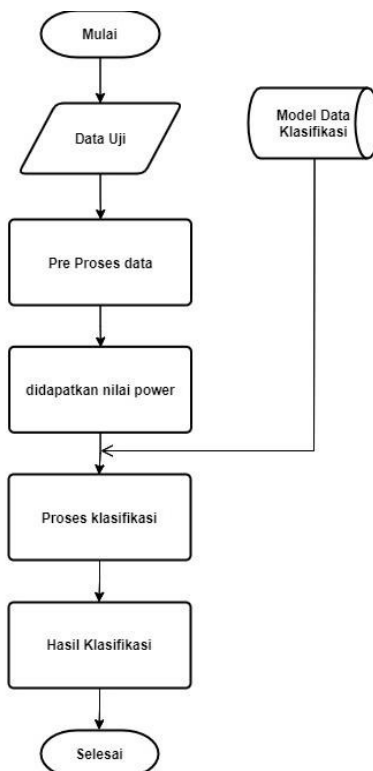 Mulai
Data Uji
Model Data
Klasifikasi
Pre Proses data
didapatkan nilai power
Proses klasifikasi
Hasil Klasifikasi
Selesai